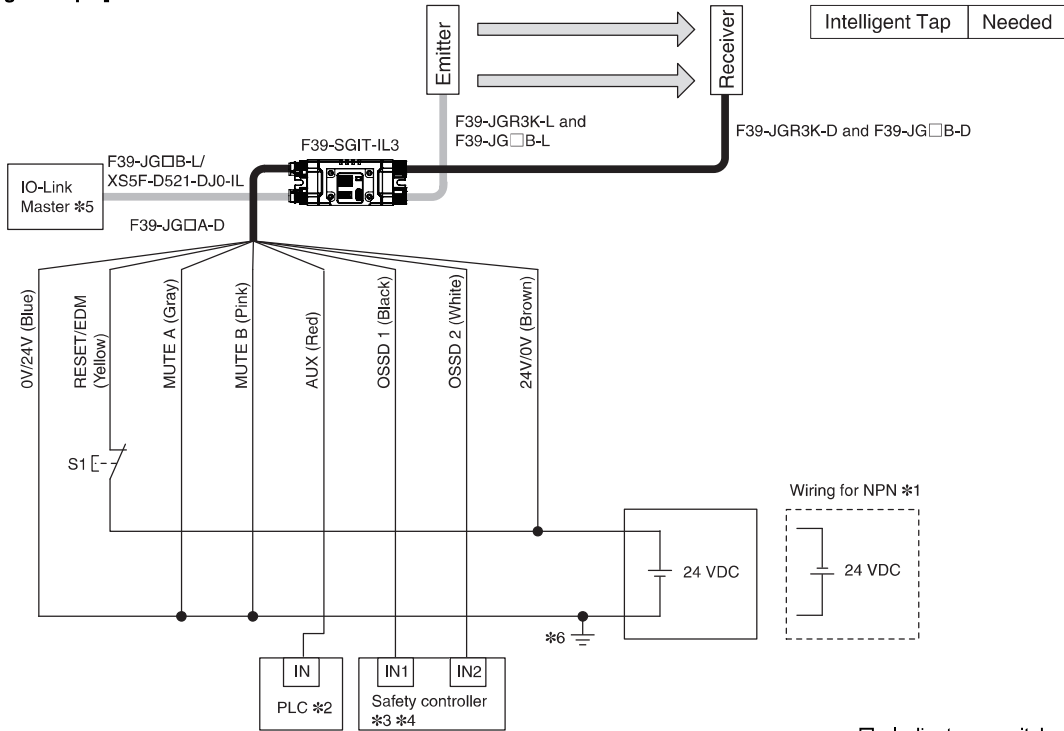 Emitter
Receiver
Intelligent Tap Needed
F39-JGR3K-L and
F39-JG□B-L
F39-JGR3K-D and F39-JG□B-D
F39-SGIT-IL3
F39-JG□B-L/
XS5F-D521-DJ0-IL
IO-Link
Master *5
F39-JG□A-D
0V/24V (Blue)
RESET/EDM
(Yellow)
MUTE A (Gray)
MUTE B (Pink)
AUX (Red)
OSSD 1 (Black)
OSSD 2 (White)
24V/0V (Brown)
S1
Wiring for NPN *1
24 VDC
24 VDC
*6
IN
PLC *2
IN1
IN2
Safety controller
*3 *4